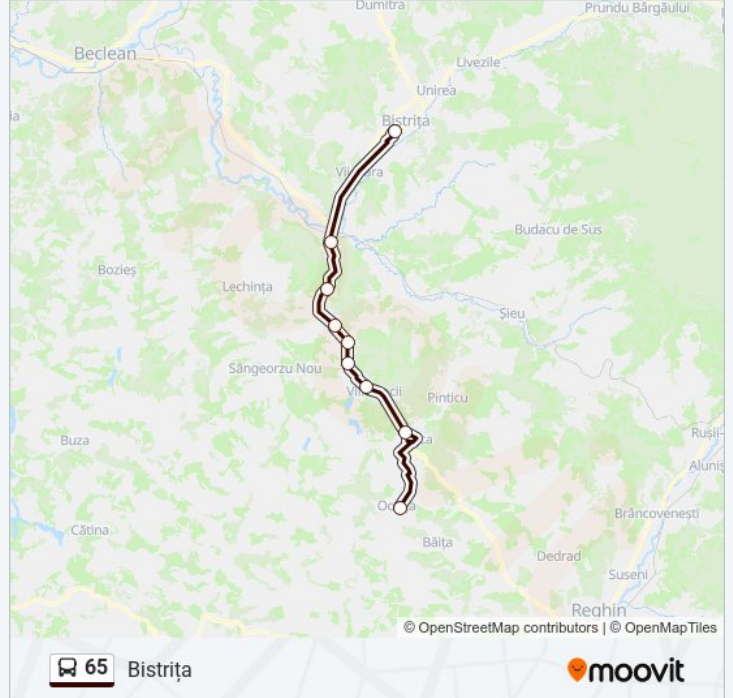 Dumitra
Prundu Bârgăului
Beclean
Livezile
Unirea
Bistrița
Budacu de Sus
Bozieș
Lechința
Șieu
Sângeorzu Nou
Pinticu
Buza
Rușii-
Aluniș
Brâncovenești
Cătina
Băița
Dedrad
Suseni
Reghin
© OpenStreetMap contributors | © OpenMapTiles
65 Bistrița
moovit